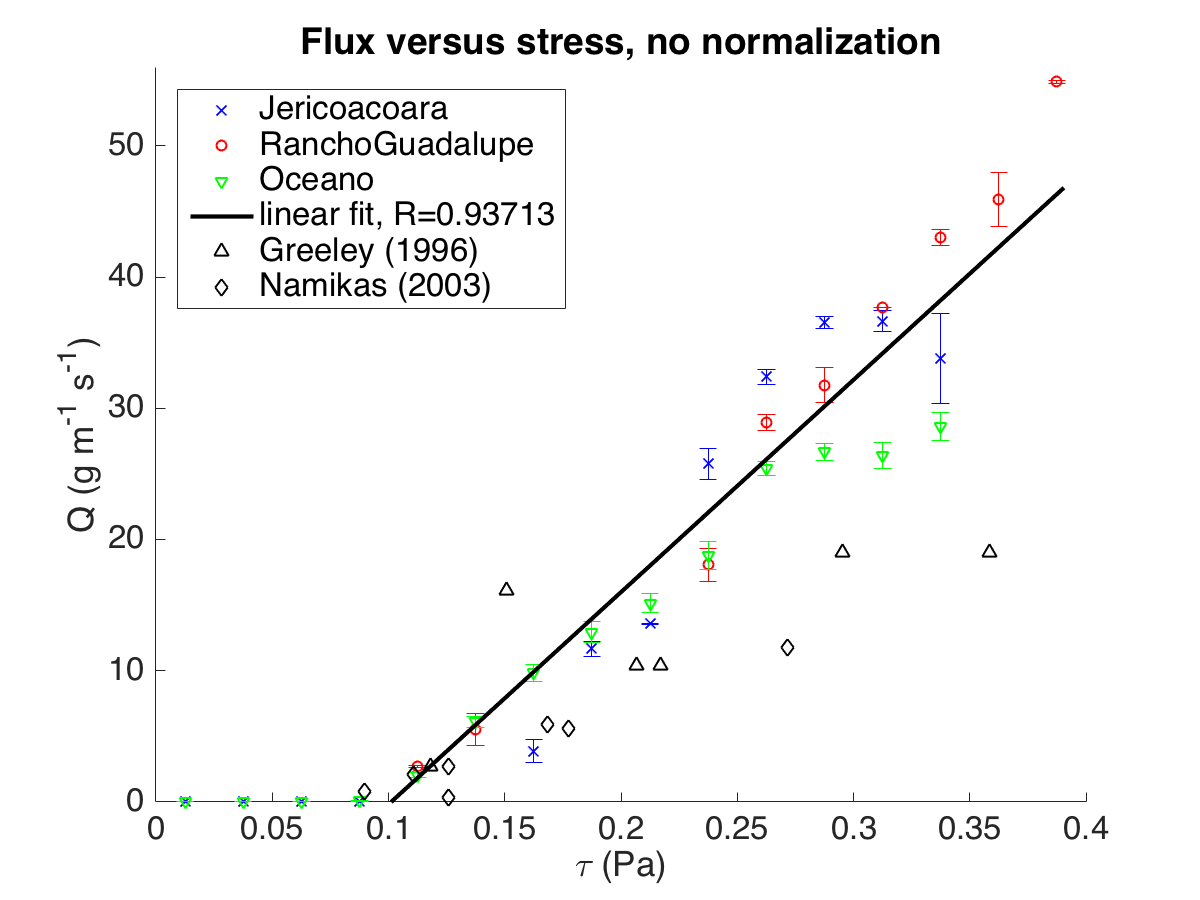 Flux versus stress, no normalization
Jericoacoara
RanchoGuadalupe
Oceano
linear fit, R=0.93713
Greeley (1996)
Namikas (2003)
50
40
30
20
10
0
Q (g m⁻¹ s⁻¹)
0 0.05 0.1 0.15 0.2 0.25 0.3 0.35 0.4
τ (Pa)